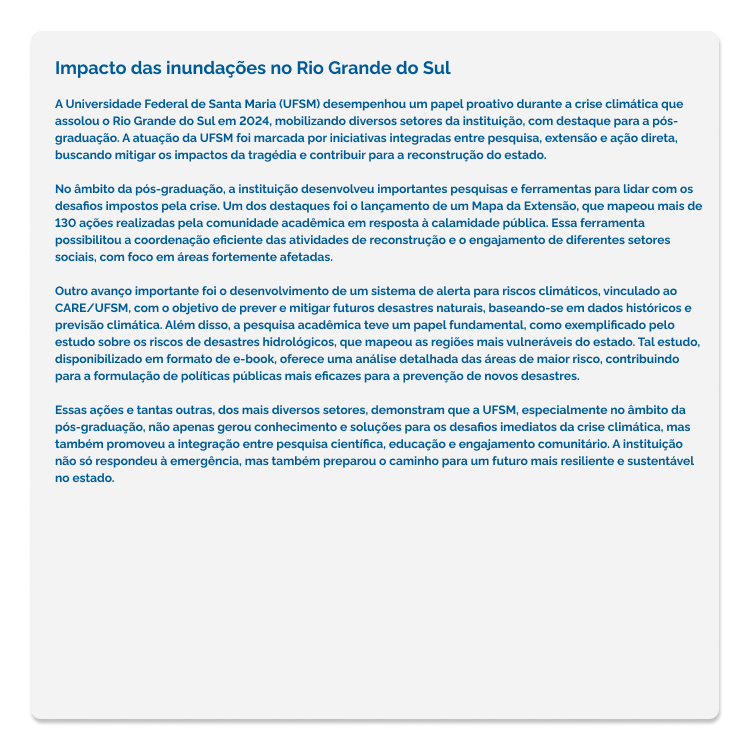 Impacto das inundações no Rio Grande do Sul
A Universidade Federal de Santa Maria (UFSM) desempenhou um papel proativo durante a crise climática que
assolou o Rio Grande do Sul em 2024, mobilizando diversos setores da instituição, com destaque para a pós-
graduação. A atuação da UFSM foi marcada por iniciativas integradas entre pesquisa, extensão e ação direta,
buscando mitigar os impactos da tragédia e contribuir para a reconstrução do estado.
No âmbito da pós-graduação, a instituição desenvolveu importantes pesquisas e ferramentas para lidar com os
desafios impostos pela crise. Um dos destaques foi o lançamento de um Mapa da Extensão, que mapeou mais de
130 ações realizadas pela comunidade acadêmica em resposta à calamidade pública. Essa ferramenta
possibilitou a coordenação eficiente das atividades de reconstrução e o engajamento de diferentes setores
sociais, com foco em áreas fortemente afetadas.
Outro avanço importante foi o desenvolvimento de um sistema de alerta para riscos climáticos, vinculado ao
CARE/UFSM, com o objetivo de prever e mitigar futuros desastres naturais, baseando-se em dados históricos e
previsão climática. Além disso, a pesquisa acadêmica teve um papel fundamental, como exemplificado pelo
estudo sobre os riscos de desastres hidrológicos, que mapeou as regiões mais vulneráveis do estado. Tal estudo,
disponibilizado em formato de e-book, oferece uma análise detalhada das áreas de maior risco, contribuindo
para a formulação de políticas públicas mais eficazes para a prevenção de novos desastres.
Essas ações e tantas outras, dos mais diversos setores, demonstram que a UFSM, especialmente no âmbito da
pós-graduação, não apenas gerou conhecimento e soluções para os desafios imediatos da crise climática, mas
também promoveu a integração entre pesquisa científica, educação e engajamento comunitário. A instituição
não só respondeu à emergência, mas também preparou o caminho para um futuro mais resiliente e sustentável
no estado.